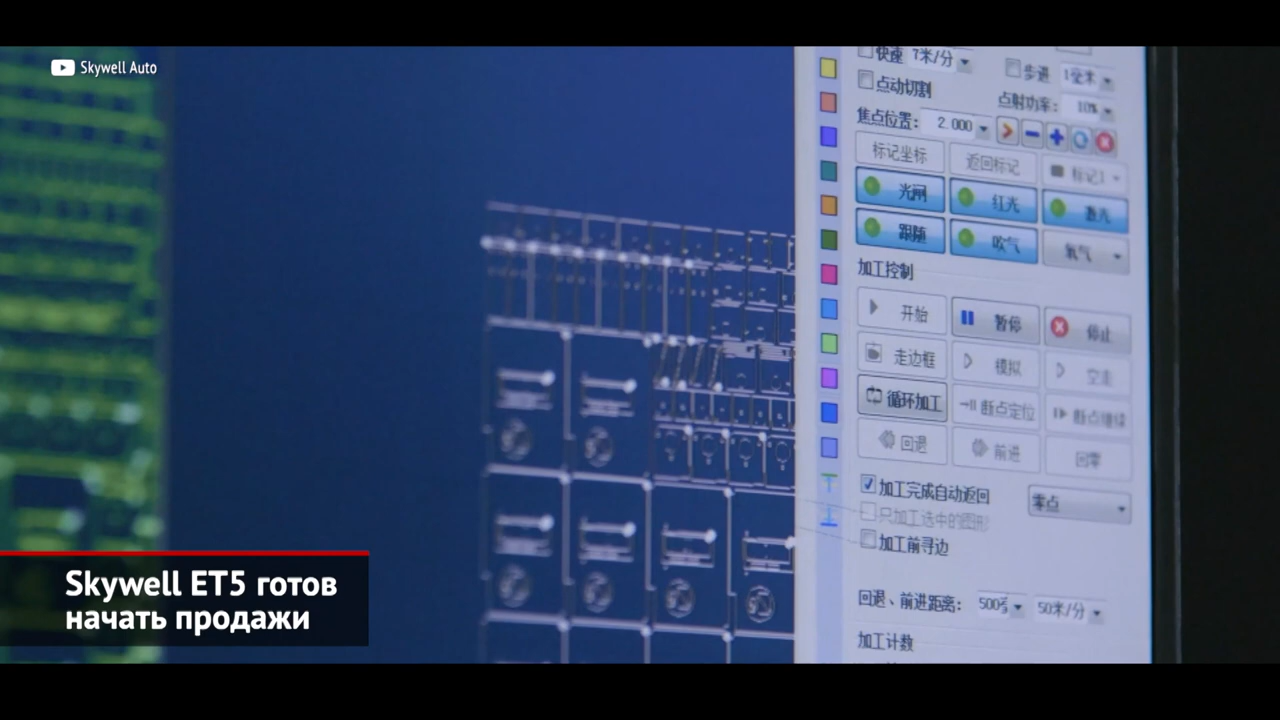 Skywell Auto
快速 7米/分
步进 1毫米
点动切割
点射功率: 10%
焦点位置: 2.000
标记坐标 返回标记 标记1
光闸 红光 激光
跟随 吹气 氮气
加工控制
开始 暂停 停止
走边框 模拟 空走
循环加工 断点定位 断点继续
回退 前进 回零
加工完成自动返回 零点
只加工选中的图形
加工前寻边
回退、前进距离: 50米/分
加工计数
Skywell ET5 готов
начать продажи